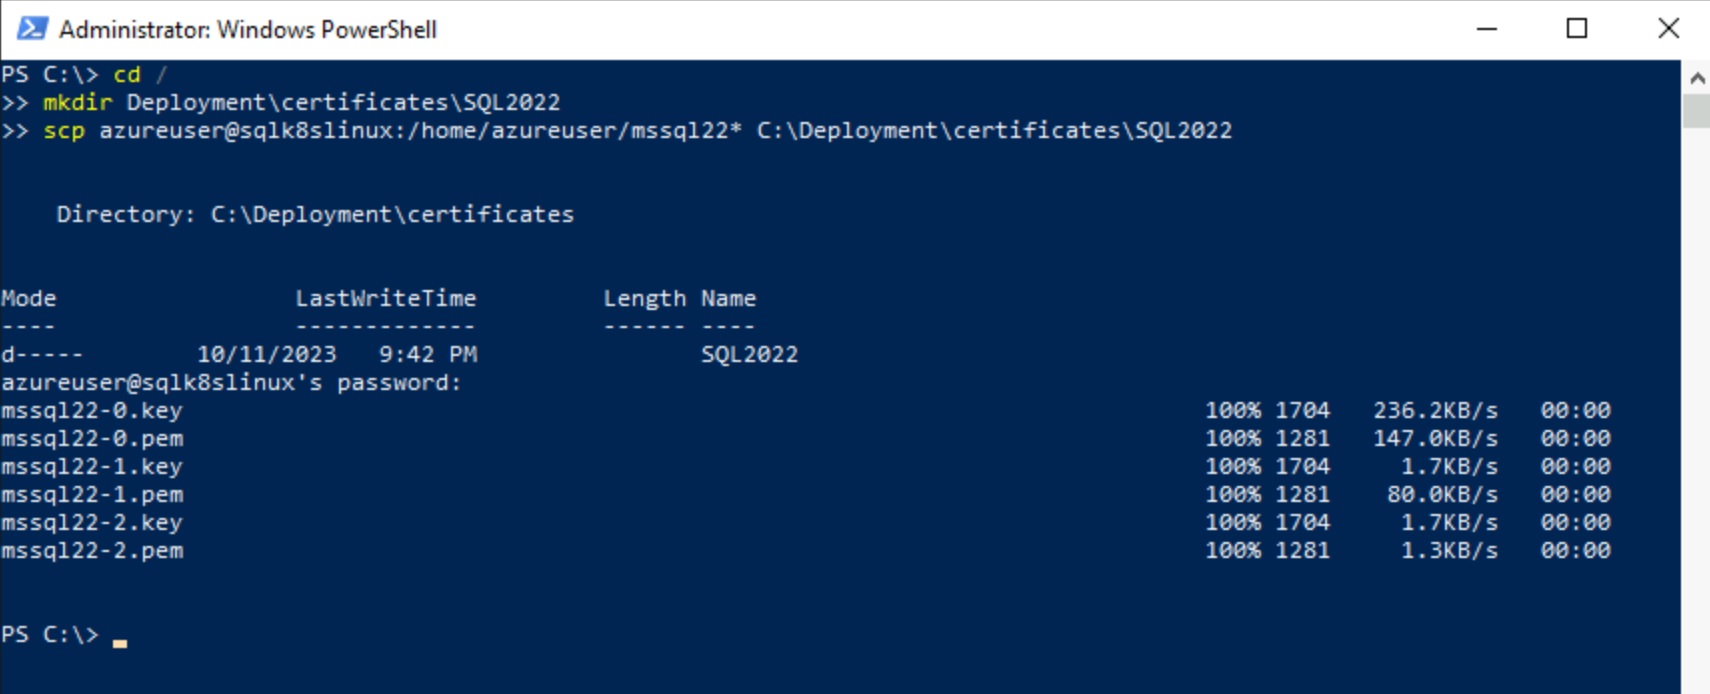 Administrator: Windows PowerShell
PS C:\> cd /
>> mkdir Deployment\certificates\SQL2022
>> scp azureuser@sqlk8slinux:/home/azureuser/mssql22* C:\Deployment\certificates\SQL2022
Directory: C:\Deployment\certificates
Mode                 LastWriteTime         Length Name
----                 -------------         ------ ----
d-----        10/11/2023   9:42 PM                SQL2022
azureuser@sqlk8slinux's password:
mssql22-0.key 100% 1704 236.2KB/s 00:00
mssql22-0.pem 100% 1281 147.0KB/s 00:00
mssql22-1.key 100% 1704 1.7KB/s 00:00
mssql22-1.pem 100% 1281 80.0KB/s 00:00
mssql22-2.key 100% 1704 1.7KB/s 00:00
mssql22-2.pem 100% 1281 1.3KB/s 00:00
PS C:\>